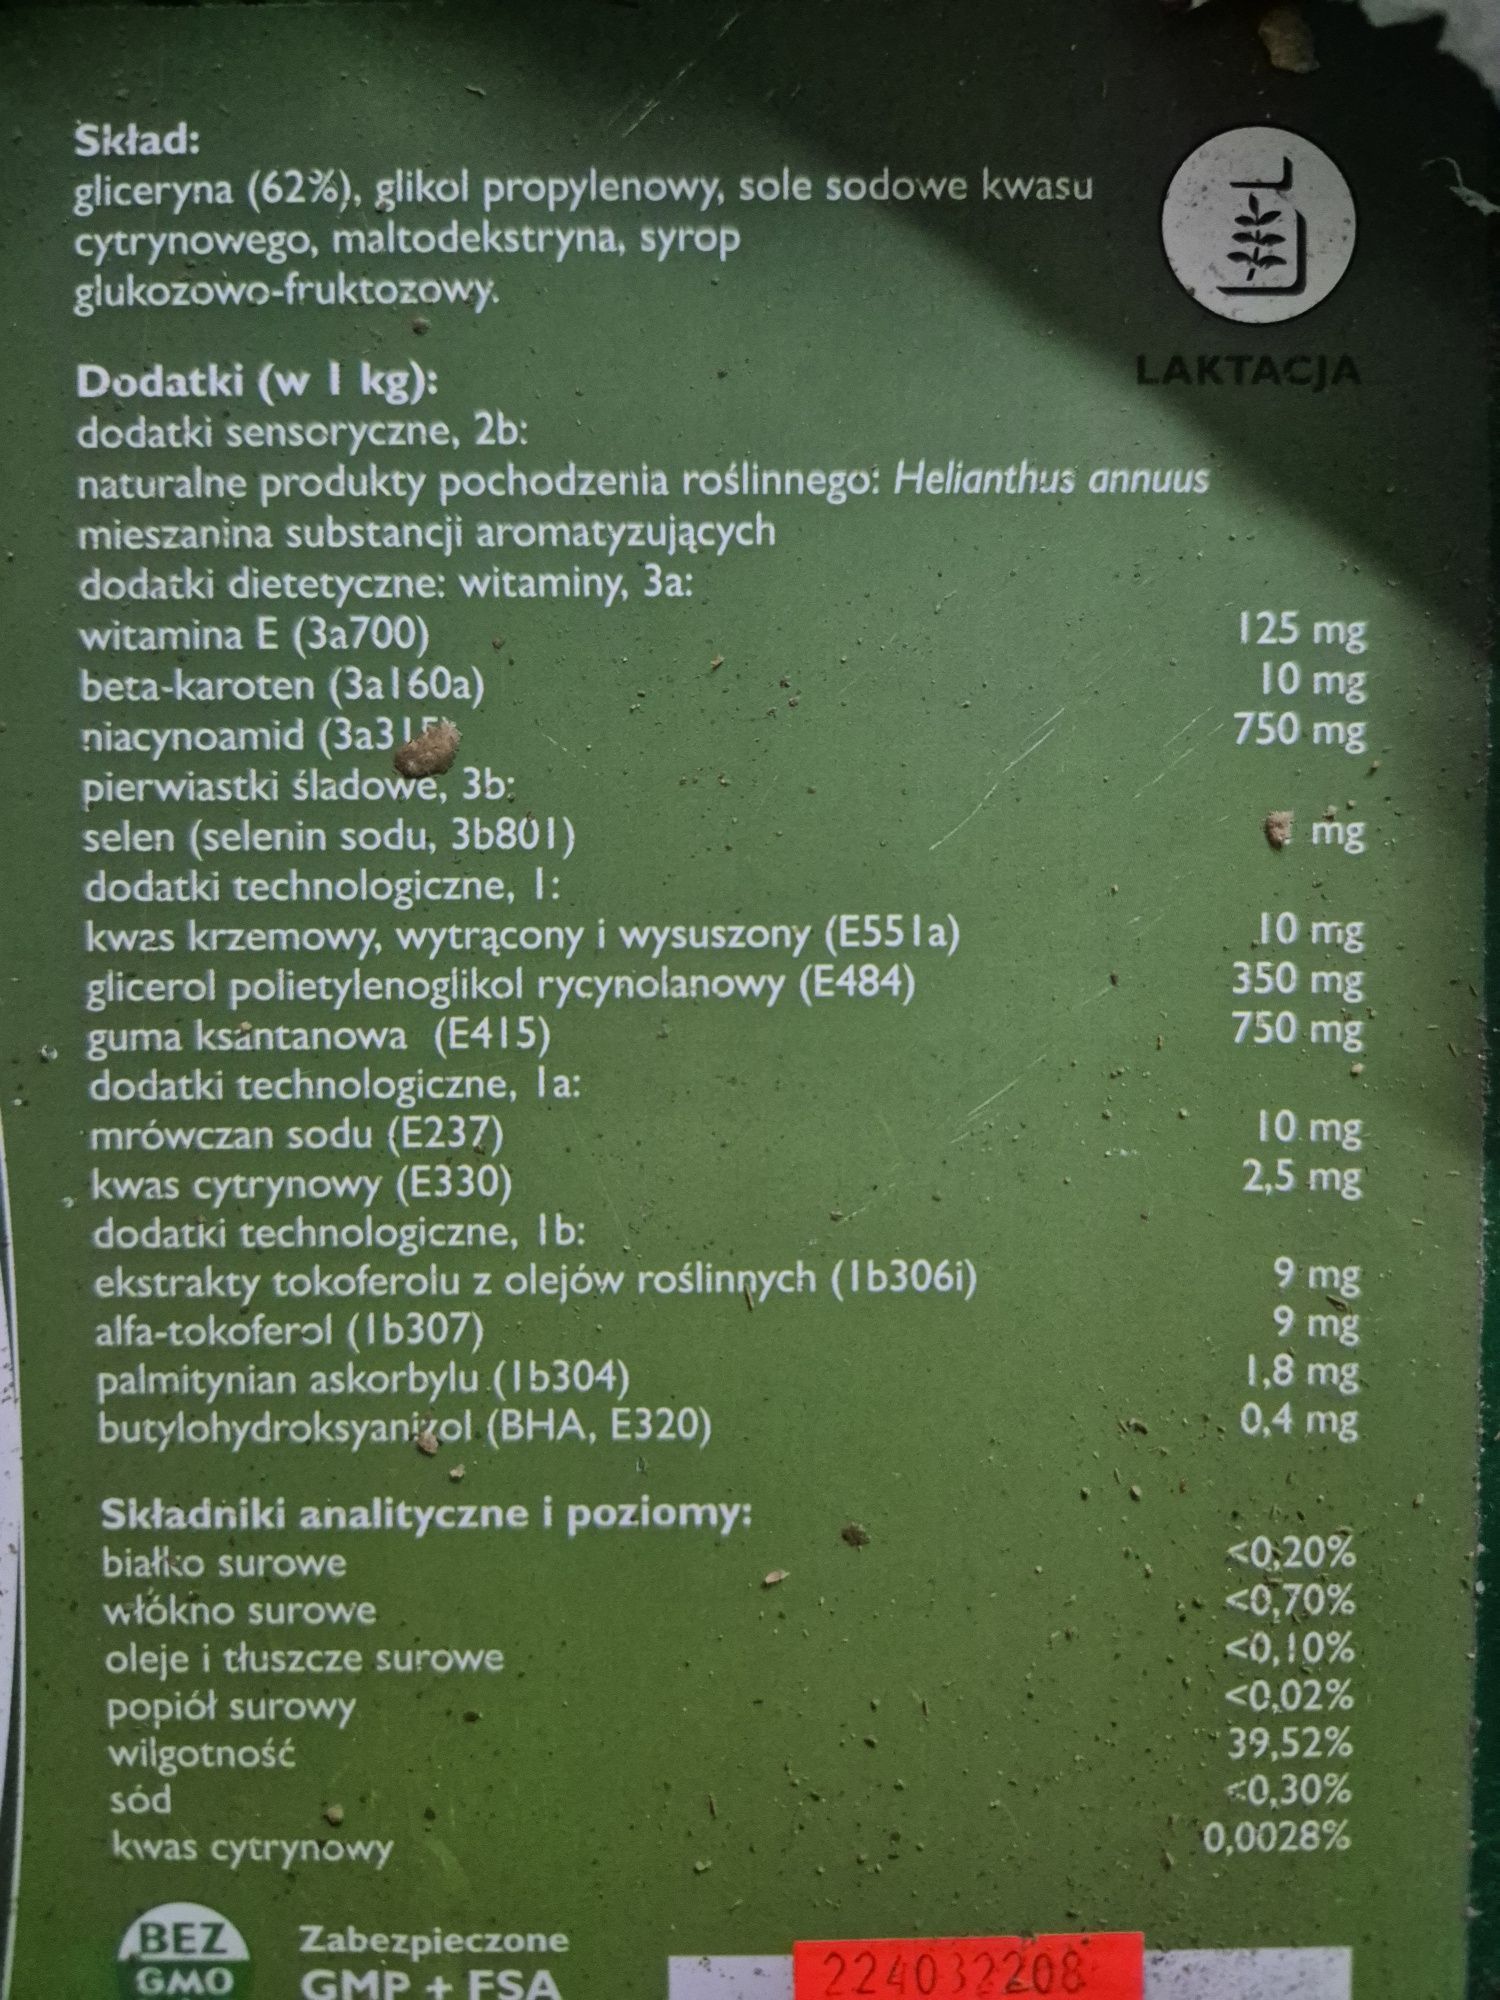 Skład:
gliceryna (62%), glikol propylenowy, sole sodowe kwasu
cytrynowego, maltodekstryna, syrop
glukozowo-fruktozowy.
LAKTACJA
Dodatki (w 1 kg):
dodatki sensoryczne, 2b:
naturalne produkty pochodzenia roślinnego: Helianthus annuus
mieszanina substancji aromatyzujących
dodatki dietetyczne: witaminy, 3a:
witamina E (3a700) 125 mg
beta-karoten (3a160a) 10 mg
niacynoamid 750 mg
pierwiastki śladowe, 3b:
selen (selenin sodu, 3b801) mg
dodatki technologiczne, 1:
kwas krzemowy, wytrącony i wysuszony (E551a) 10 mg
glicerol polietylenoglikol rycynolanowy (E484) 350 mg
guma ksantanowa (E415) 750 mg
dodatki technologiczne, 1a:
mrówczan sodu (E237) 10 mg
kwas cytrynowy (E330) 2,5 mg
dodatki technologiczne, 1b:
ekstrakty tokoferolu z olejów roślinnych (1b306i) 9 mg
alfa-tokoferol (1b307) 9 mg
palmitynian askorbylu (1b304) 1,8 mg
butylohydroksyanizol (BHA, E320) 0,4 mg
Składniki analityczne i poziomy:
białko surowe <0,20%
włókno surowe <0,70%
oleje i tłuszcze surowe <0,10%
popiół surowy <0,02%
wilgotność 39,52%
sód <0,30%
kwas cytrynowy 0,0028%
BEZ
GMO
Zabezpieczone
GMP + FSA
224032208